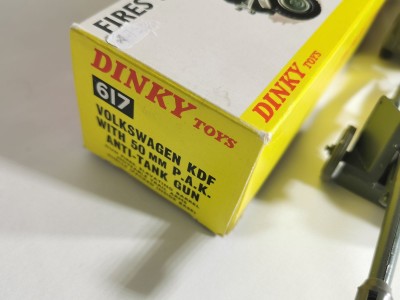 FIRES
DINKY TOYS
DINKY TOYS
617
VOLKSWAGEN KDF
WITH 50 MM P.A.K.
ANTI-TANK GUN